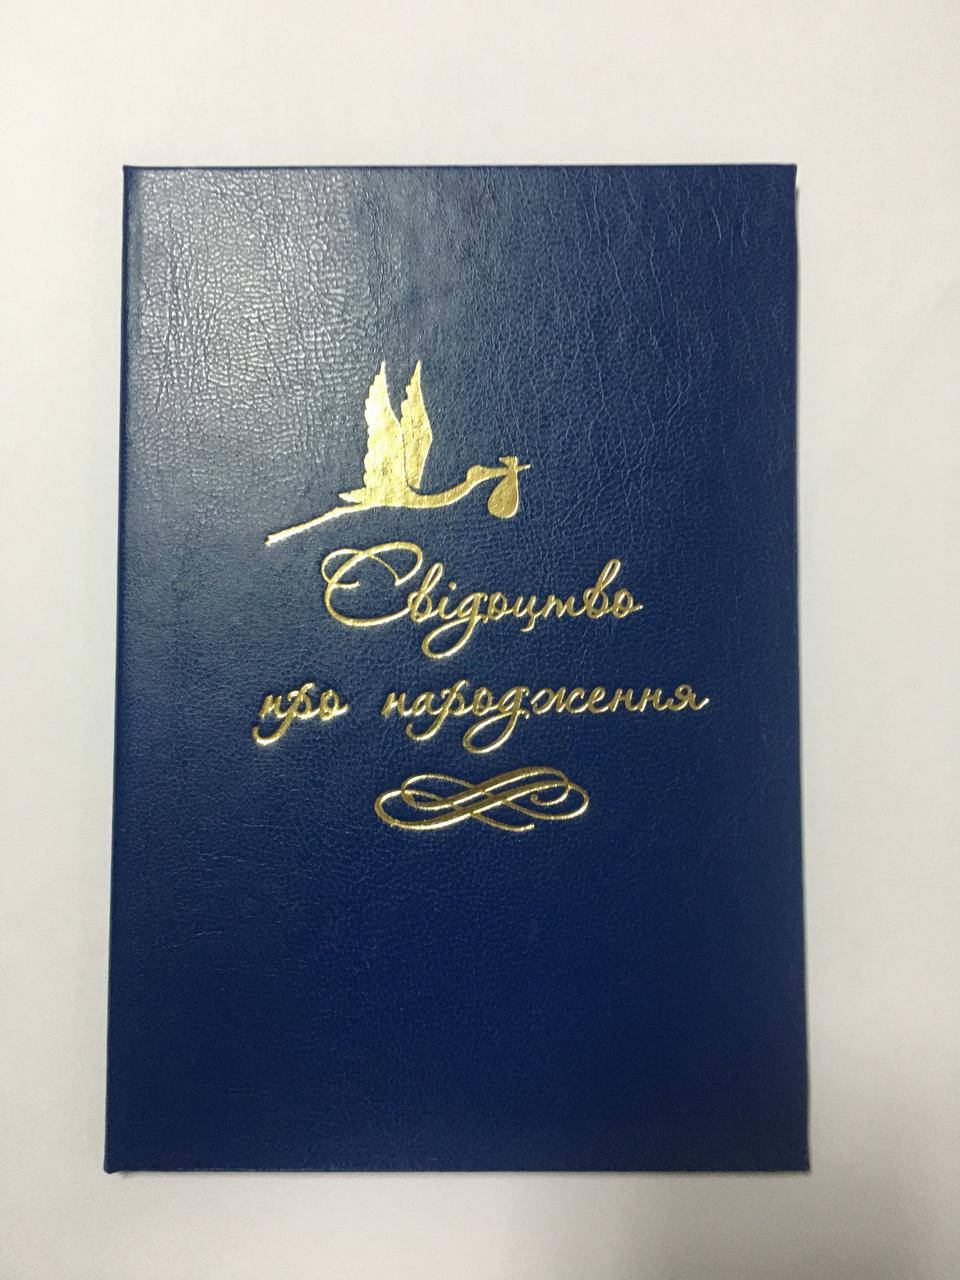 Свідоцтво
про народження